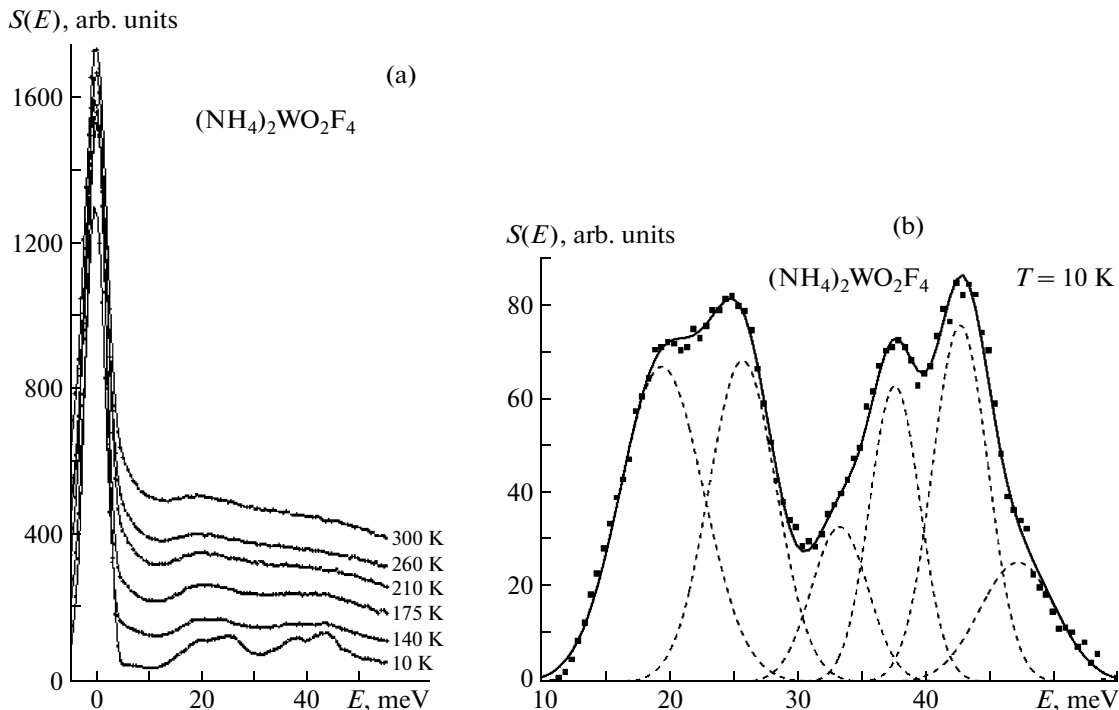 S(E), arb. units
(a)
1600
(NH₄)₂WO₂F₄
1200
800
400
0
300 K
260 K
210 K
175 K
140 K
10 K
0 20 40 E, meV
(b)
S(E), arb. units
(NH₄)₂WO₂F₄ T = 10 K
80
60
40
20
0
10 20 30 40 E, meV